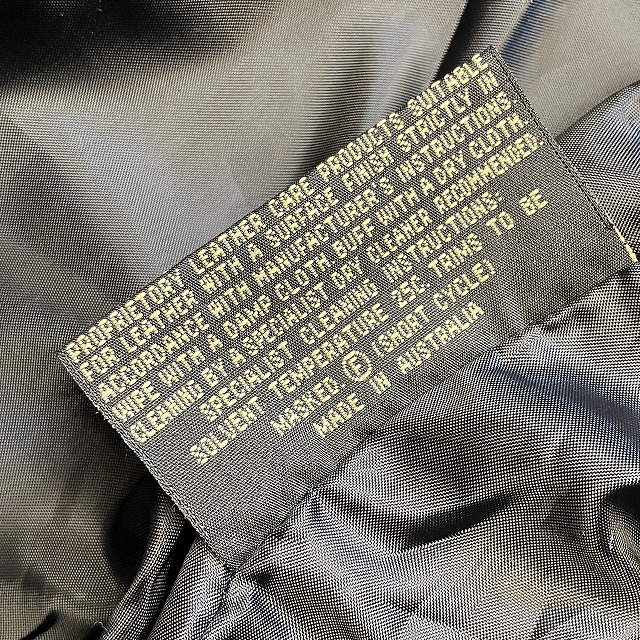 PROPRIETORY LEATHER CARE PRODUCTS SUITABLE
FOR LEATHER WITH A SURFACE FINISH STRICTLY IN
ACCORDANCE WITH MANUFACTURER'S INSTRUCTIONS
WIPE WITH A DAMP CLOTH BUFF WITH A DRY CLOTH
CLEANING BY A SPECIALIST DRY CLEANER RECOMMENDED
SPECIALIST CLEANING INSTRUCTIONS:
SOLVENT TEMPERATURE 25C TRIMS TO BE
MASKED. Ⓟ (SHORT CYCLE)
MADE IN AUSTRALIA